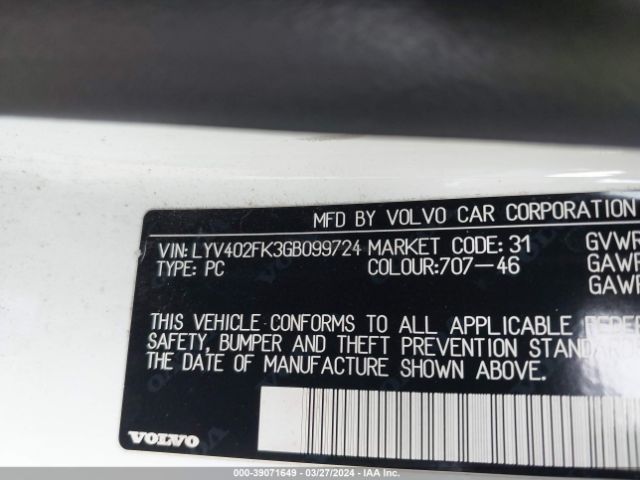 MFD BY VOLVO CAR CORPORATION
VIN: LYV402FK3GB099724 MARKET CODE: 31 GVWR
TYPE: PC COLOUR:707-46 GAWR
GAWR
THIS VEHICLE CONFORMS TO ALL APPLICABLE FEDER
SAFETY, BUMPER AND THEFT PREVENTION STANDAR
THE DATE OF MANUFACTURE SHOWN ABOVE.
VOLVO
000-39071649 | 03/27/2024 - IAA Inc.